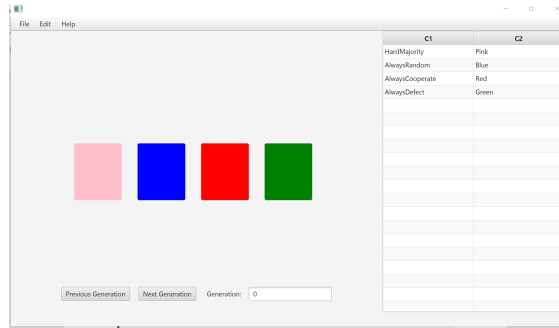 File Edit Help
C1 C2
HardMajority Pink
AlwaysRandom Blue
AlwaysCooperate Red
AlwaysDefect Green
Previous Generation Next Generation Generation: 0